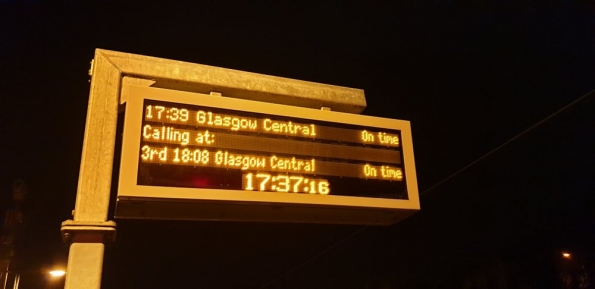 17:39 Glasgow Central On time
Calling at:
3rd 18:08 Glasgow Central On time
17:37:16